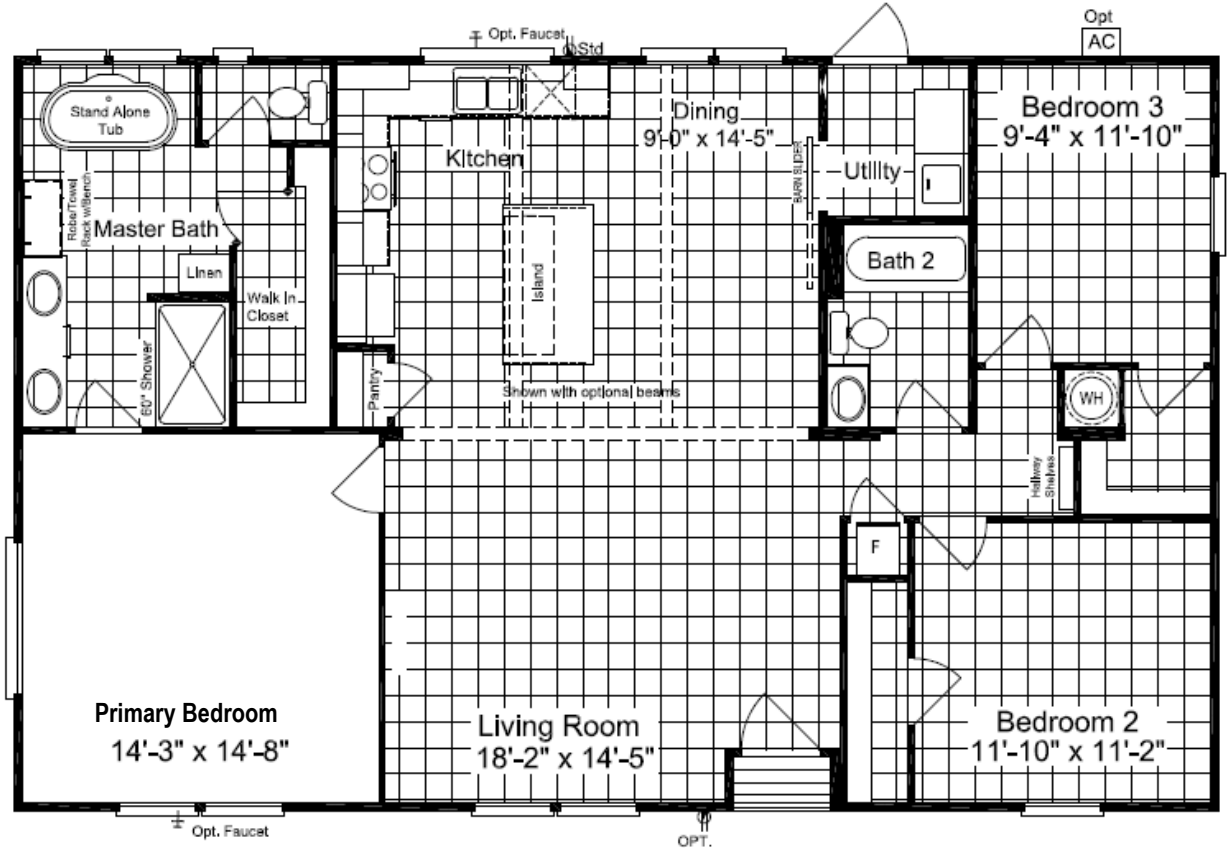 Opt
AC
Opt. Faucet
Std
Stand Alone
Tub
Kitchen
Dining
9'-0" x 14'-5"
BARN SLIDER
Utility
Bedroom 3
9'-4" x 11'-10"
Robe/Towel
Rack w/Bench
Master Bath
Linen
Walk In
Closet
Island
Bath 2
60" Shower
Pantry
Shown with optional beams
WH
Hallway
Shelves
F
Primary Bedroom
14'-3" x 14'-8"
Living Room
18'-2" x 14'-5"
Bedroom 2
11'-10" x 11'-2"
Opt. Faucet
OPT.